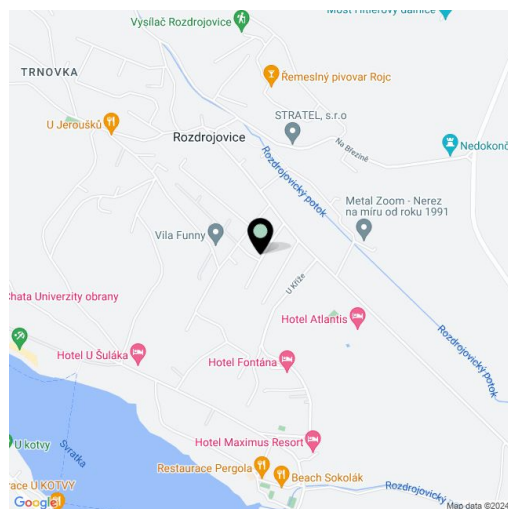 Most Hitlerovy dálnice
Vysílač Rozdrojovice
TRNOVKA
Řemeslný pivovar Rojc
U Jeroušků
STRATEL, s.r.o
Rozdrojovice
Na Březině
Nedokonč
Rozdrojovický potok
Metal Zoom - Nerez
na míru od roku 1991
Vila Funny
U Kříže
Chata Univerzity obrany
Hotel Atlantis
Rozdrojovický potok
Hotel U Šuláka
Hotel Fontána
U kotvy
Svratka
Hotel Maximus Resort
Restaurace Pergola
Beach Sokolák
race U KOTVY
Rozdrojovický p
Google
Map data ©2024